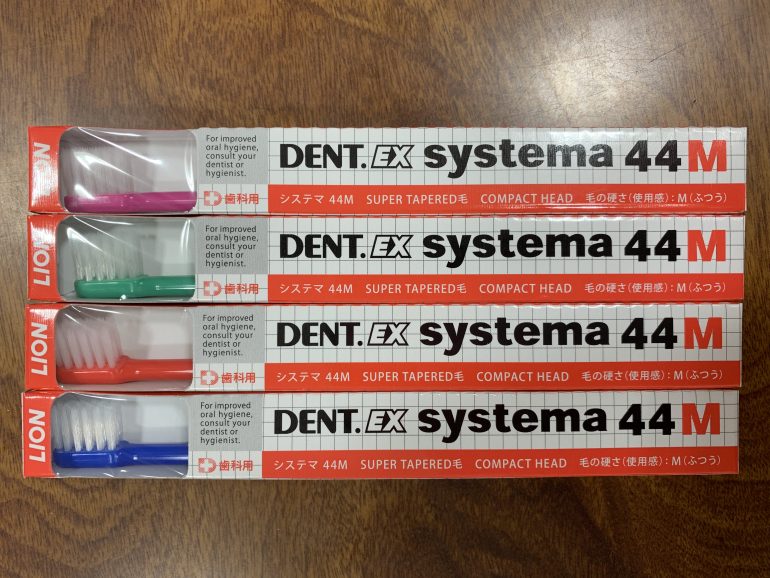 LION
For improved
oral hygiene,
consult your
dentist or
hygienist.
歯科用
DENT.EX systema 44M
システマ 44M SUPER TAPERED毛 COMPACT HEAD 毛の硬さ(使用感):M(ふつう)
LION
For improved
oral hygiene,
consult your
dentist or
hygienist.
歯科用
DENT.EX systema 44M
システマ 44M SUPER TAPERED毛 COMPACT HEAD 毛の硬さ(使用感):M(ふつう)
LION
For improved
oral hygiene,
consult your
dentist or
hygienist.
歯科用
DENT.EX systema 44M
システマ 44M SUPER TAPERED毛 COMPACT HEAD 毛の硬さ(使用感):M(ふつう)
LION
For improved
oral hygiene,
consult your
dentist or
hygienist.
歯科用
DENT.EX systema 44M
システマ 44M SUPER TAPERED毛 COMPACT HEAD 毛の硬さ(使用感):M(ふつう)